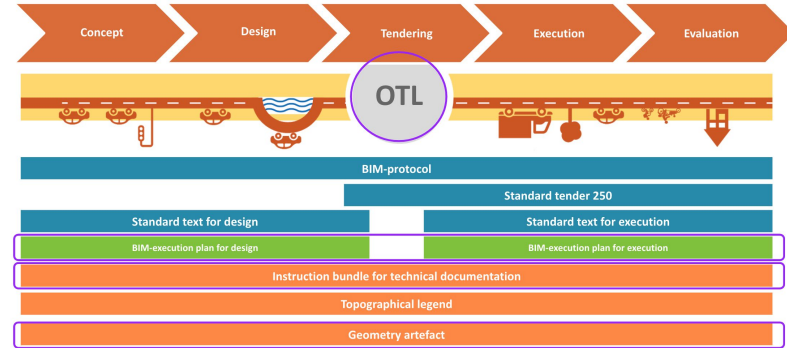 Concept
Design
Tendering
Execution
Evaluation
OTL
BIM-protocol
Standard tender 250
Standard text for design
Standard text for execution
BIM-execution plan for design
BIM-execution plan for execution
Instruction bundle for technical documentation
Topographical legend
Geometry artefact